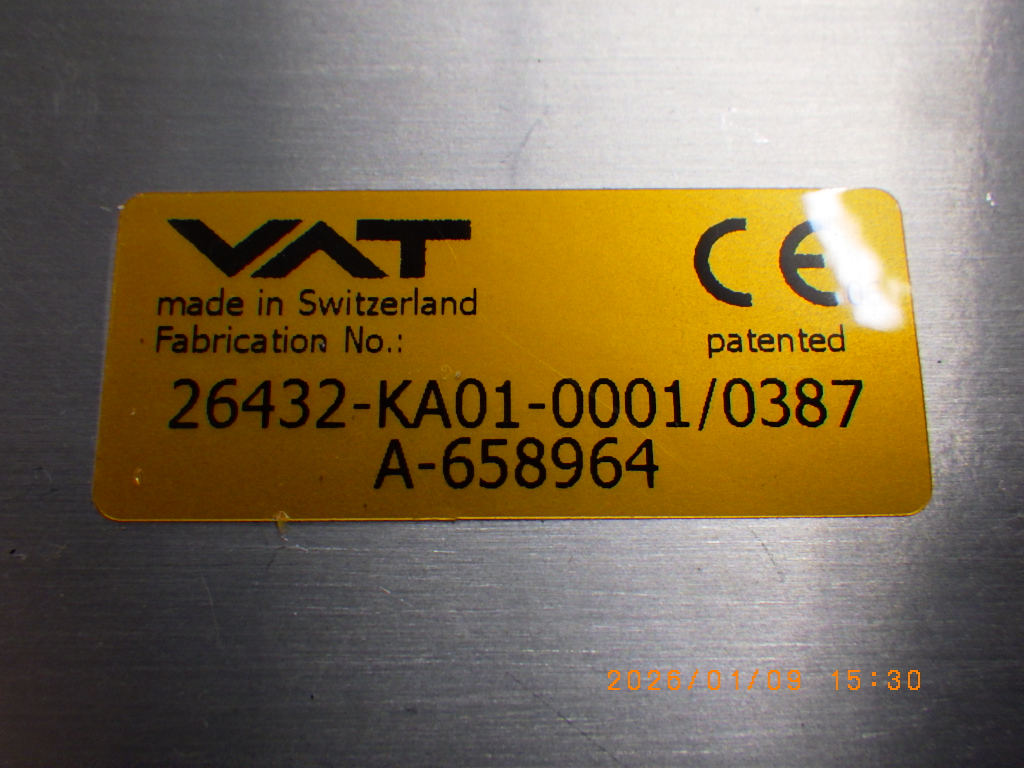 VAT
CE
made in Switzerland
Fabrication No.:
patented
26432-KA01-0001/0387
A-658964
2026/01/09 15:30